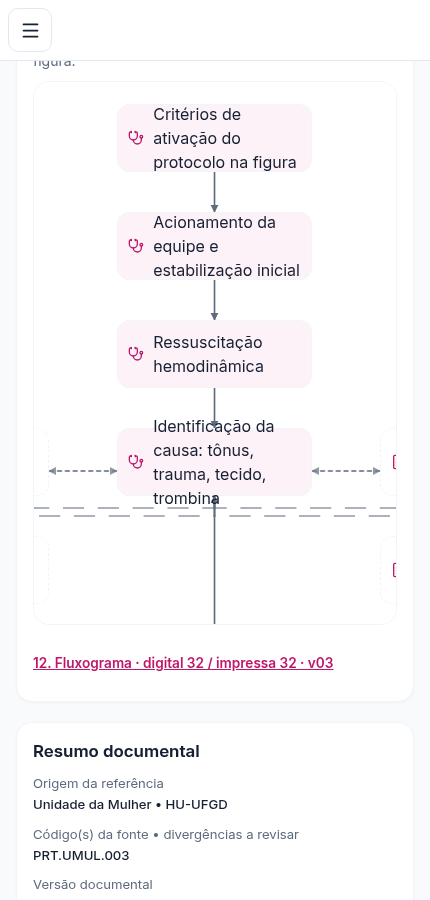 figura.
Critérios de
ativação do
protocolo na figura
Acionamento da
equipe e
estabilização inicial
Ressuscitação
hemodinâmica
Identificação da
causa: tônus,
trauma, tecido,
trombina
12. Fluxograma · digital 32 / impressa 32 · v03
Resumo documental
Origem da referência
Unidade da Mulher • HU-UFGD
Código(s) da fonte • divergências a revisar
PRT.UMUL.003
Versão documental